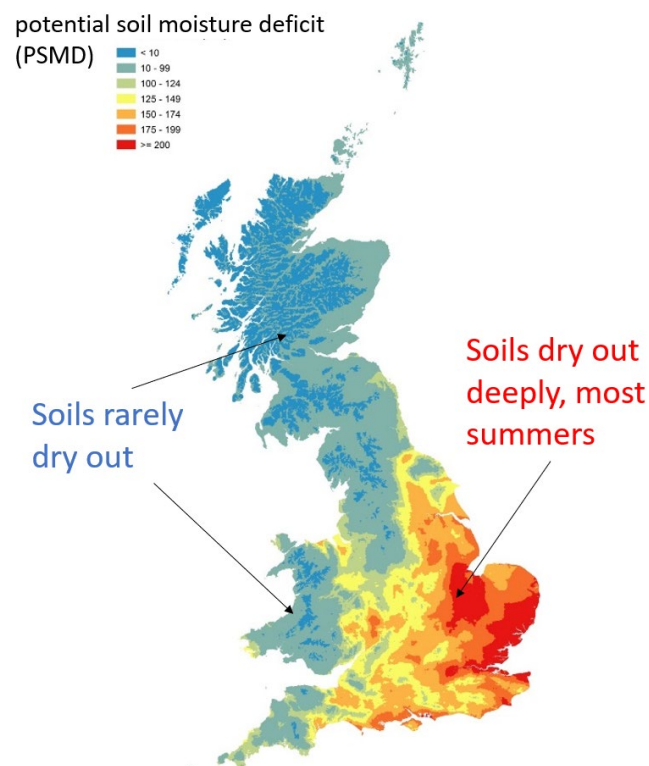 potential soil moisture deficit
(PSMD)
< 10
10 - 99
100 - 124
125 - 149
150 - 174
175 - 199
>= 200
Soils dry out
deeply, most
summers
Soils rarely
dry out